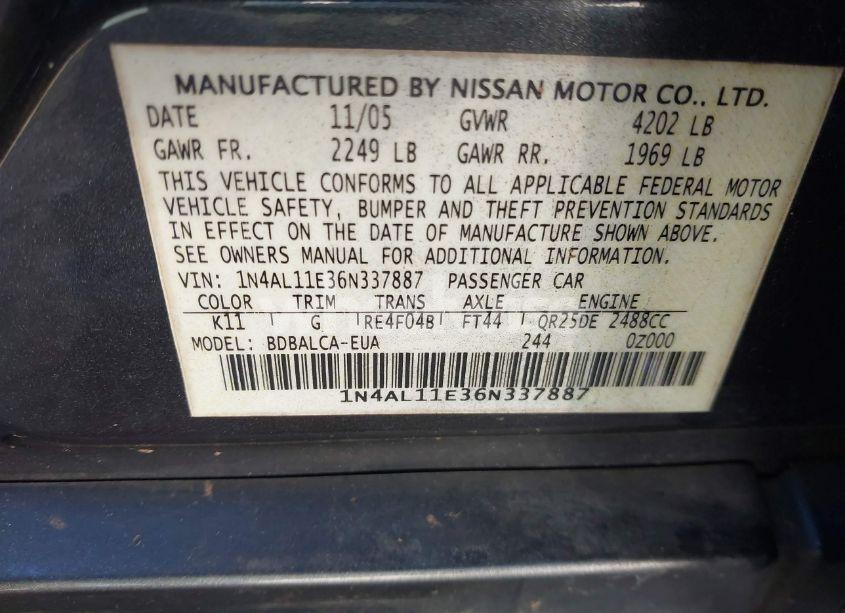 MANUFACTURED BY NISSAN MOTOR CO., LTD.
DATE 11/05 GVWR 4202 LB
GAWR FR. 2249 LB GAWR RR. 1969 LB
THIS VEHICLE CONFORMS TO ALL APPLICABLE FEDERAL MOTOR
VEHICLE SAFETY, BUMPER AND THEFT PREVENTION STANDARDS
IN EFFECT ON THE DATE OF MANUFACTURE SHOWN ABOVE.
SEE OWNERS MANUAL FOR ADDITIONAL INFORMATION.
VIN: 1N4AL11E36N337887 PASSENGER CAR
COLOR TRIM TRANS AXLE ENGINE
K11 G RE4F04B FT44 QR25DE 2488CC
MODEL: BDBALCA-EUA 244 0Z000
1N4AL11E36N337887